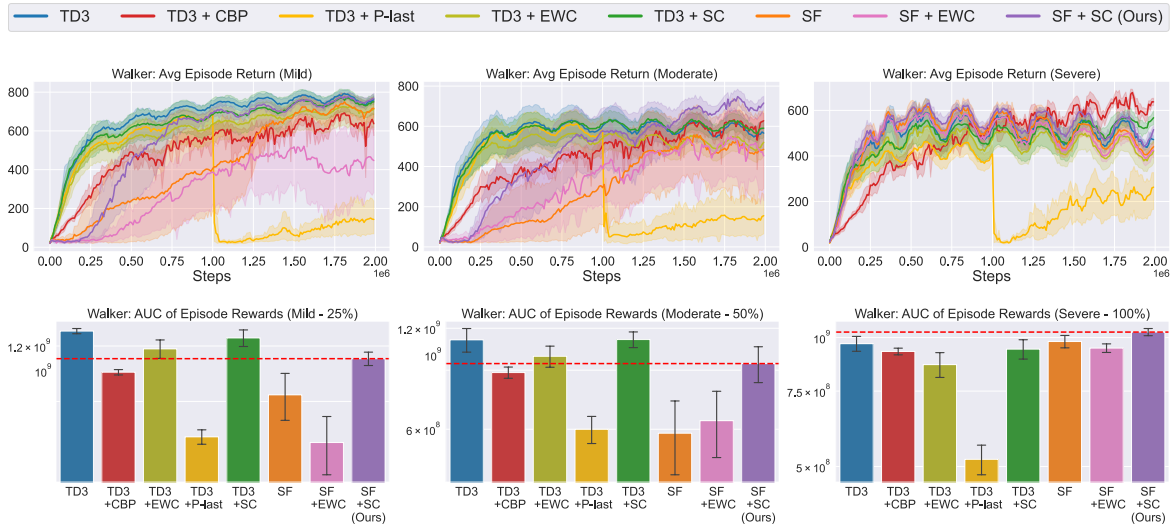 TD3 TD3 + CBP TD3 + P-last TD3 + EWC TD3 + SC SF SF + EWC SF + SC (Ours)
Walker: Avg Episode Return (Mild)
800
600
400
200
0
0.00 0.25 0.50 0.75 1.00 1.25 1.50 1.75 2.00
Steps
1e6
Walker: Avg Episode Return (Moderate)
800
600
400
200
0
0.00 0.25 0.50 0.75 1.00 1.25 1.50 1.75 2.00
Steps
1e6
Walker: Avg Episode Return (Severe)
600
400
200
0
0.00 0.25 0.50 0.75 1.00 1.25 1.50 1.75 2.00
Steps
1e6
Walker: AUC of Episode Rewards (Mild - 25%)
1.2 × 10⁹
10⁹
TD3 TD3 TD3 TD3 TD3 SF SF SF
+CBP +EWC +P-last +SC +EWC +SC
(Ours)
Walker: AUC of Episode Rewards (Moderate - 50%)
1.2 × 10⁹
10⁹
6 × 10⁸
TD3 TD3 TD3 TD3 TD3 SF SF SF
+CBP +EWC +P-last +SC +EWC +SC
(Ours)
Walker: AUC of Episode Rewards (Severe - 100%)
10⁹
7.5 × 10⁸
5 × 10⁸
TD3 TD3 TD3 TD3 TD3 SF SF SF
+CBP +EWC +P-last +SC +EWC +SC
(Ours)